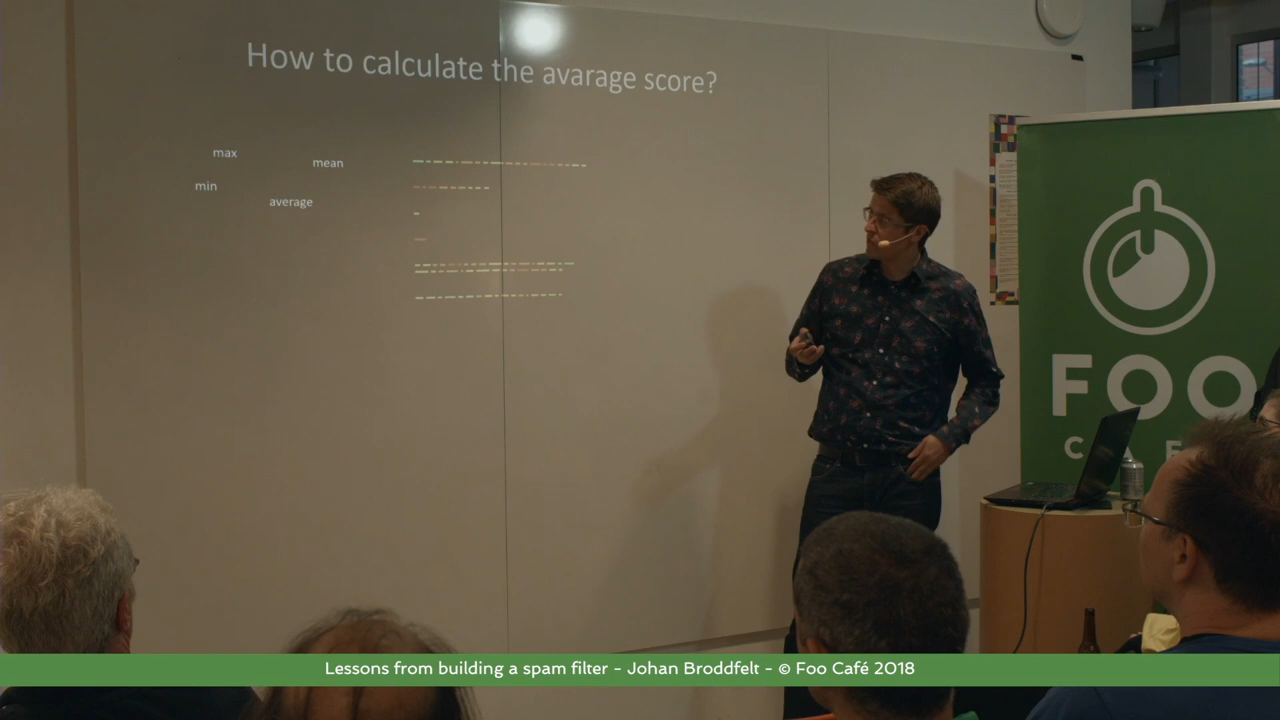 How to calculate the avarage score?
max
mean
min
average
FOO
Lessons from building a spam filter - Johan Broddfelt - © Foo Café 2018